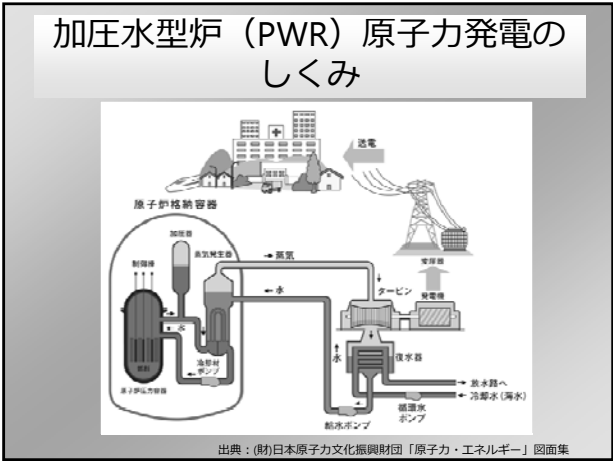 加圧水型炉（PWR）原子力発電の
しくみ
送電
原子炉格納容器
加圧器
蒸気発生器
制御棒
蒸気
水
タービン
変圧器
発電機
水
水
復水器
冷却材
ポンプ
燃料
原子炉圧力容器
放水路へ
冷却水(海水)
循環水
ポンプ
給水ポンプ
出典：(財)日本原子力文化振興財団「原子力・エネルギー」図面集